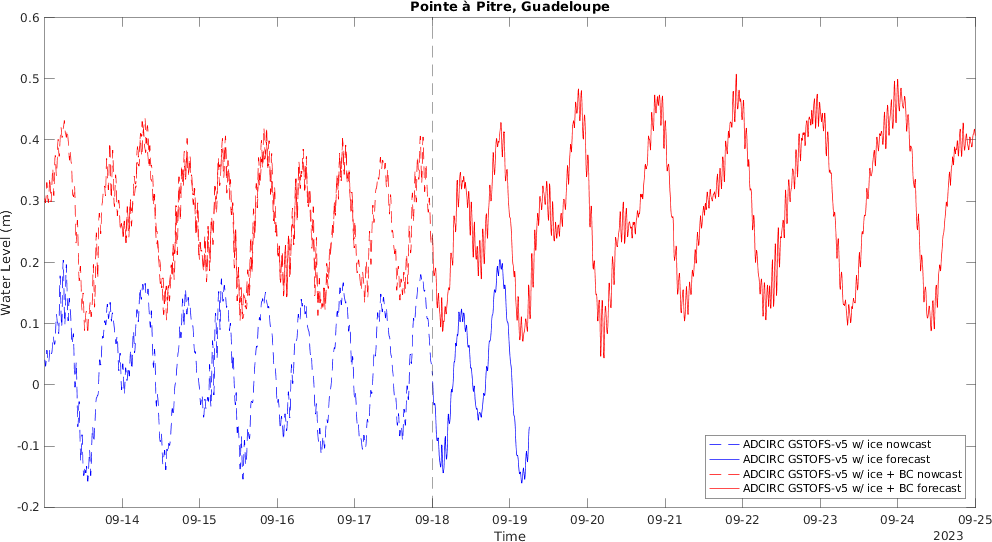 Pointe à Pitre, Guadeloupe
0.6
0.5
0.4
0.3
0.2
0.1
0
-0.1
-0.2
Water Level (m)
09-14 09-15 09-16 09-17 09-18 09-19 09-20 09-21 09-22 09-23 09-24 09-25
Time
2023
ADCIRC GSTOFS-v5 w/ ice nowcast
ADCIRC GSTOFS-v5 w/ ice forecast
ADCIRC GSTOFS-v5 w/ ice + BC nowcast
ADCIRC GSTOFS-v5 w/ ice + BC forecast